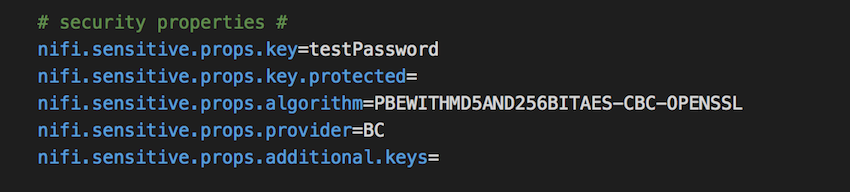 # security properties #
nifi.sensitive.props.key=testPassword
nifi.sensitive.props.key.protected=
nifi.sensitive.props.algorithm=PBEWITHMD5AND256BITAES-CBC-OPENSSL
nifi.sensitive.props.provider=BC
nifi.sensitive.props.additional.keys=